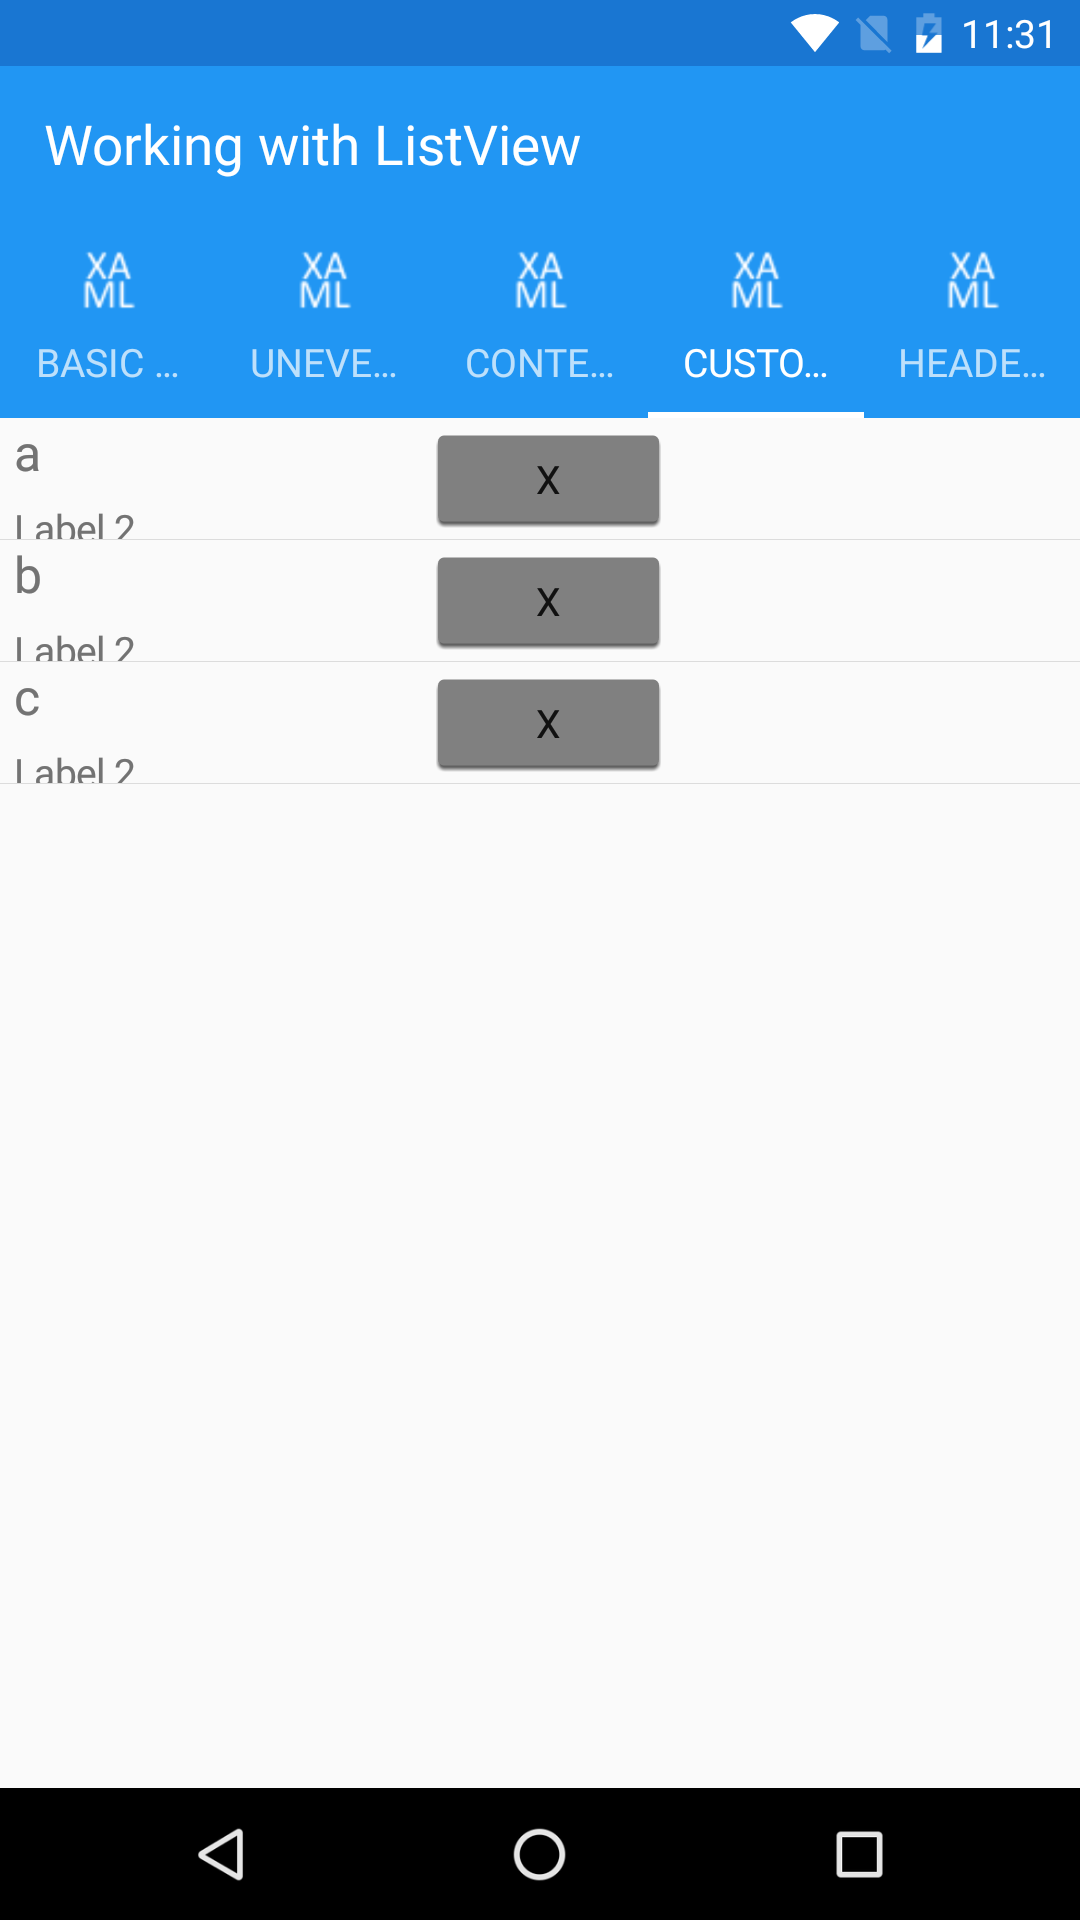 11:31
Working with ListView
XA XA XA XA XA
ML ML ML ML ML
BASIC ... UNEVE... CONTE... CUSTO... HEADE...
a
X
Label 2
b
X
Label 2
c
X
Label 2